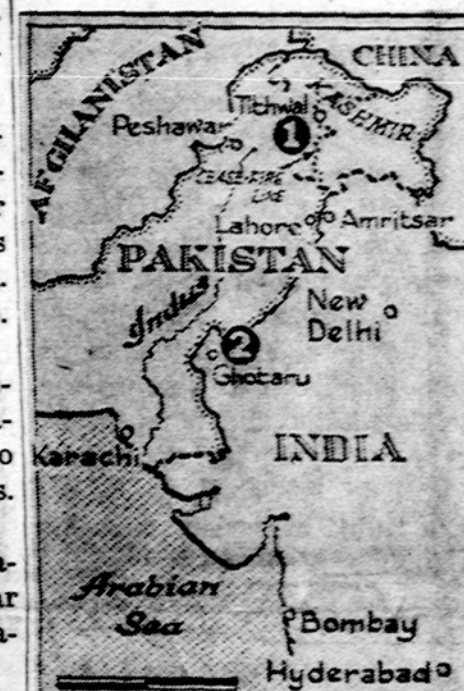 CHINA
AFGHANISTAN
KASHMIR
Tithwal
1
Peshawar
CEASE-FIRE
LINE
Lahore
Amritsar
PAKISTAN
Indus
New
Delhi
2
Ghotaru
Karachi
INDIA
Arabian
Sea
Bombay
Hyderabad